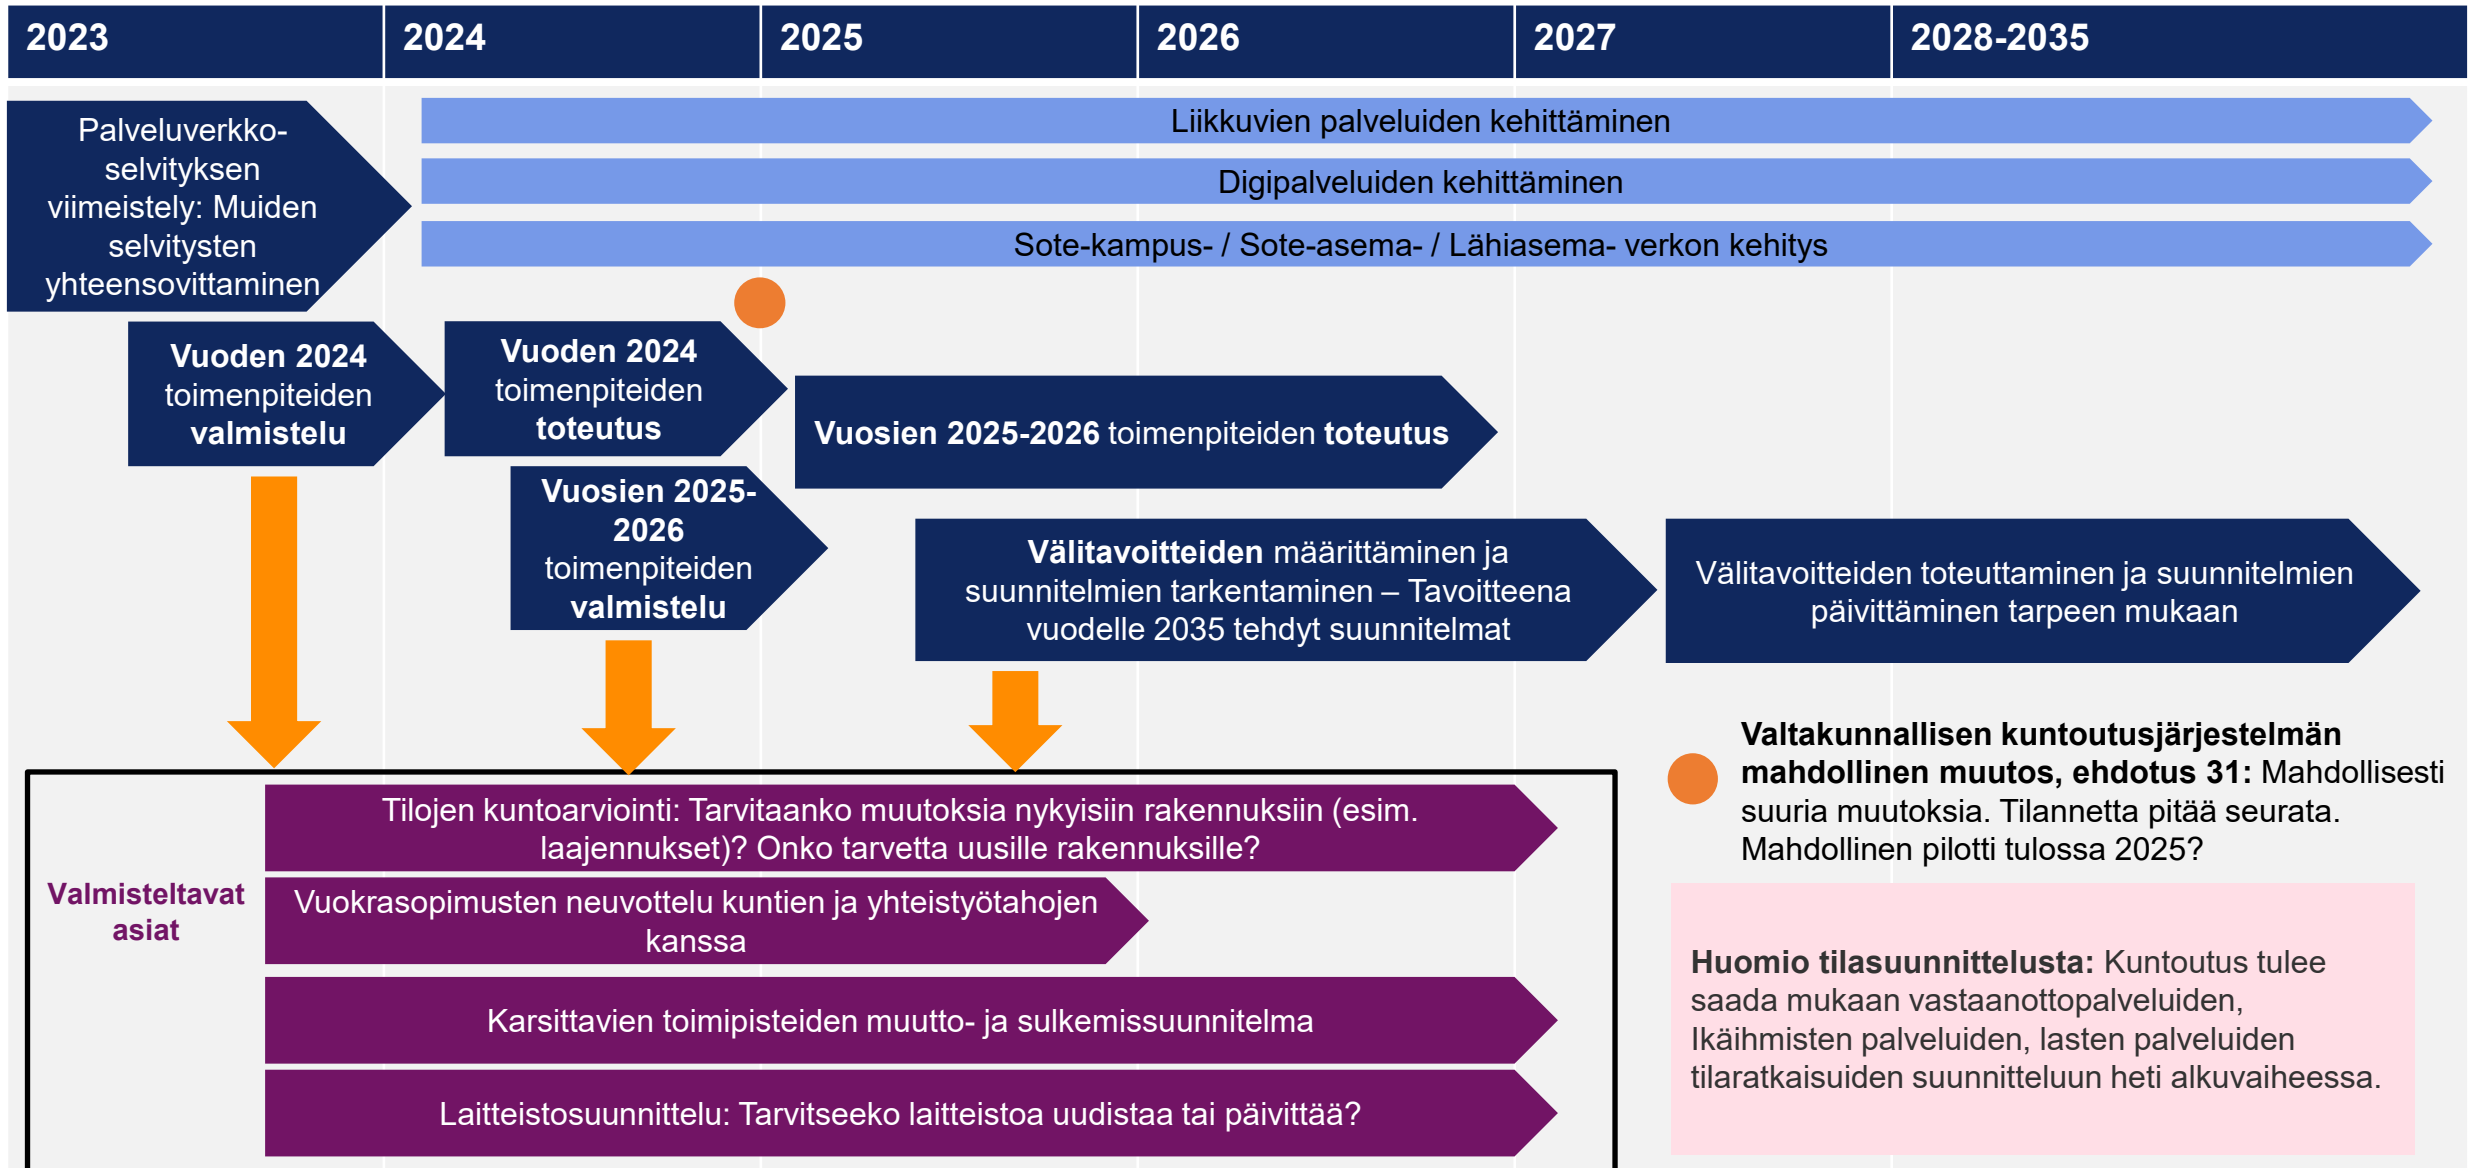 2023
2024
2025
2026
2027
2028-2035
Palveluverkko-
selvityksen
viimeistely: Muiden
selvitysten
yhteensovittaminen
Liikkuvien palveluiden kehittäminen
Digipalveluiden kehittäminen
Sote-kampus- / Sote-asema- / Lähiasema- verkon kehitys
Vuoden 2024
toimenpiteiden
valmistelu
Vuoden 2024
toimenpiteiden
toteutus
Vuosien 2025-2026 toimenpiteiden toteutus
Vuosien 2025-
2026
toimenpiteiden
valmistelu
Välitavoitteiden määrittäminen ja
suunnitelmien tarkentaminen – Tavoitteena
vuodelle 2035 tehdyt suunnitelmat
Välitavoitteiden toteuttaminen ja suunnitelmien
päivittäminen tarpeen mukaan
Valtakunnallisen kuntoutusjärjestelmän
mahdollinen muutos, ehdotus 31: Mahdollisesti
suuria muutoksia. Tilannetta pitää seurata.
Mahdollinen pilotti tulossa 2025?
Valmisteltavat
asiat
Tilojen kuntoarviointi: Tarvitaanko muutoksia nykyisiin rakennuksiin (esim.
laajennukset)? Onko tarvetta uusille rakennuksille?
Vuokrasopimusten neuvottelu kuntien ja yhteistyötahojen
kanssa
Karsittavien toimipisteiden muutto- ja sulkemissuunnitelma
Laitteistosuunnittelu: Tarvitseeko laitteistoa uudistaa tai päivittää?
Huomio tilasuunnittelusta: Kuntoutus tulee
saada mukaan vastaanottopalveluiden,
Ikäihmisten palveluiden, lasten palveluiden
tilaratkaisuiden suunnitteluun heti alkuvaiheessa.